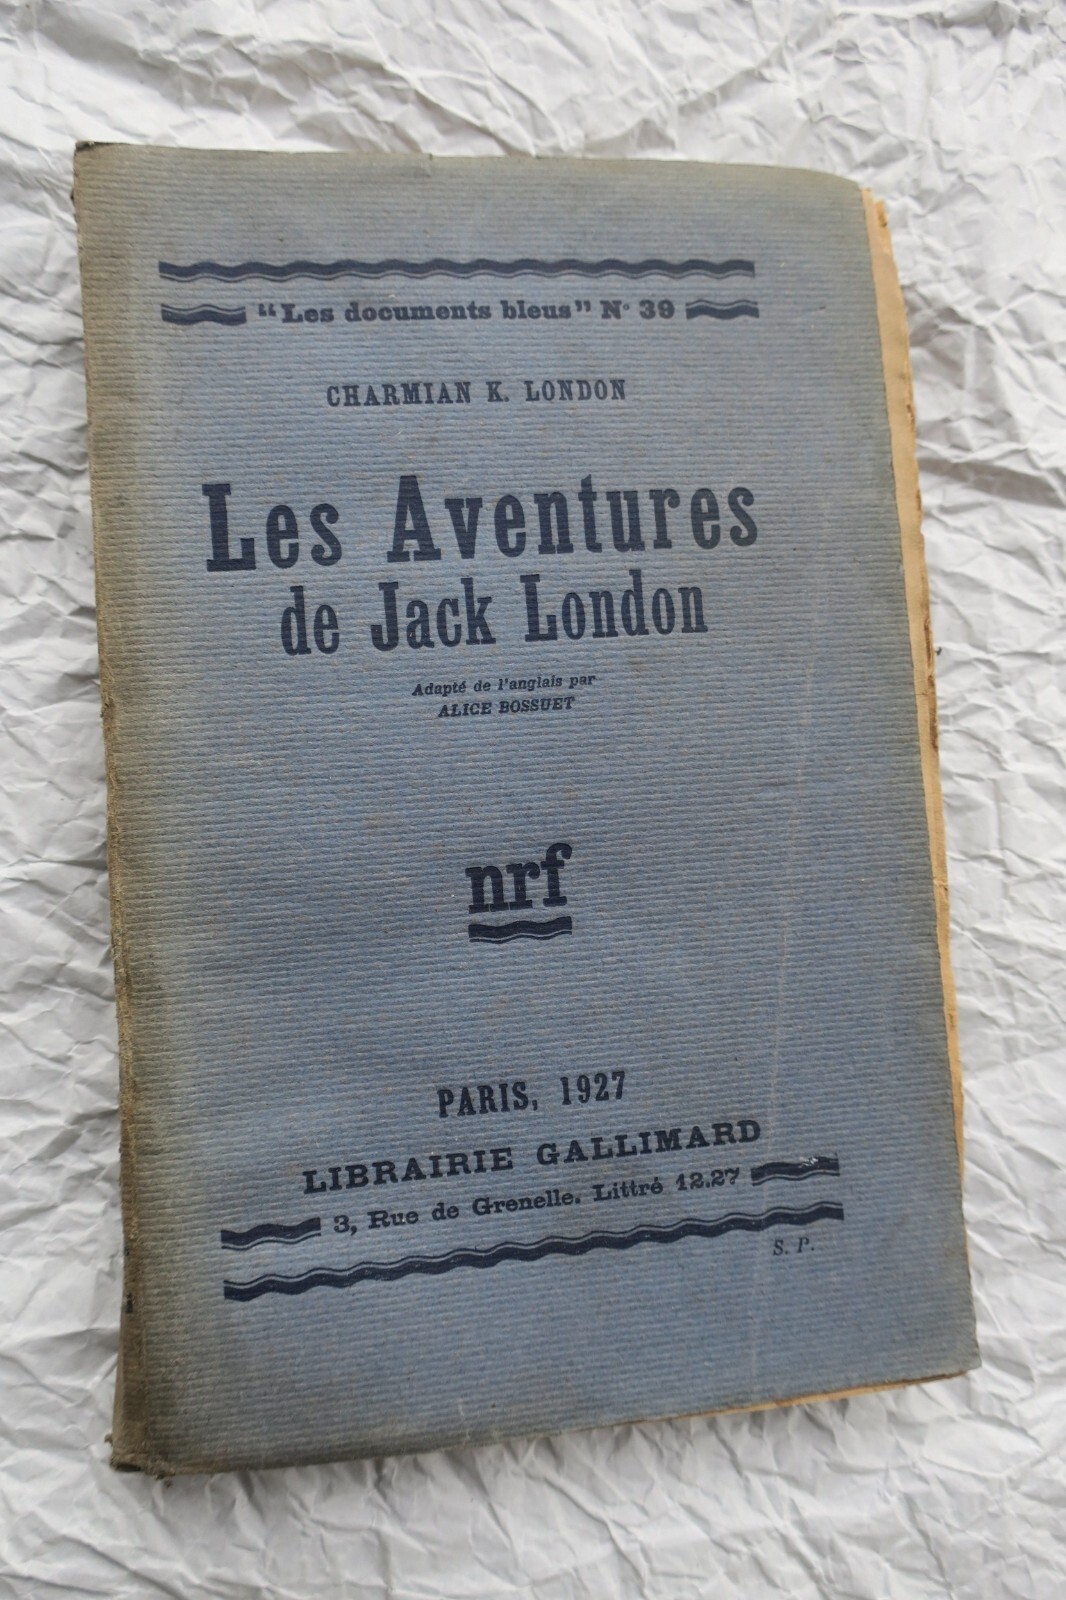 "Les documents bleus" N° 39
CHARMIAN K. LONDON
Les Aventures
de Jack London
Adapté de l'anglais par
ALICE BOSSUET
nrf
PARIS, 1927
LIBRAIRIE GALLIMARD
3, Rue de Grenelle. Littré 12.27
S. P.